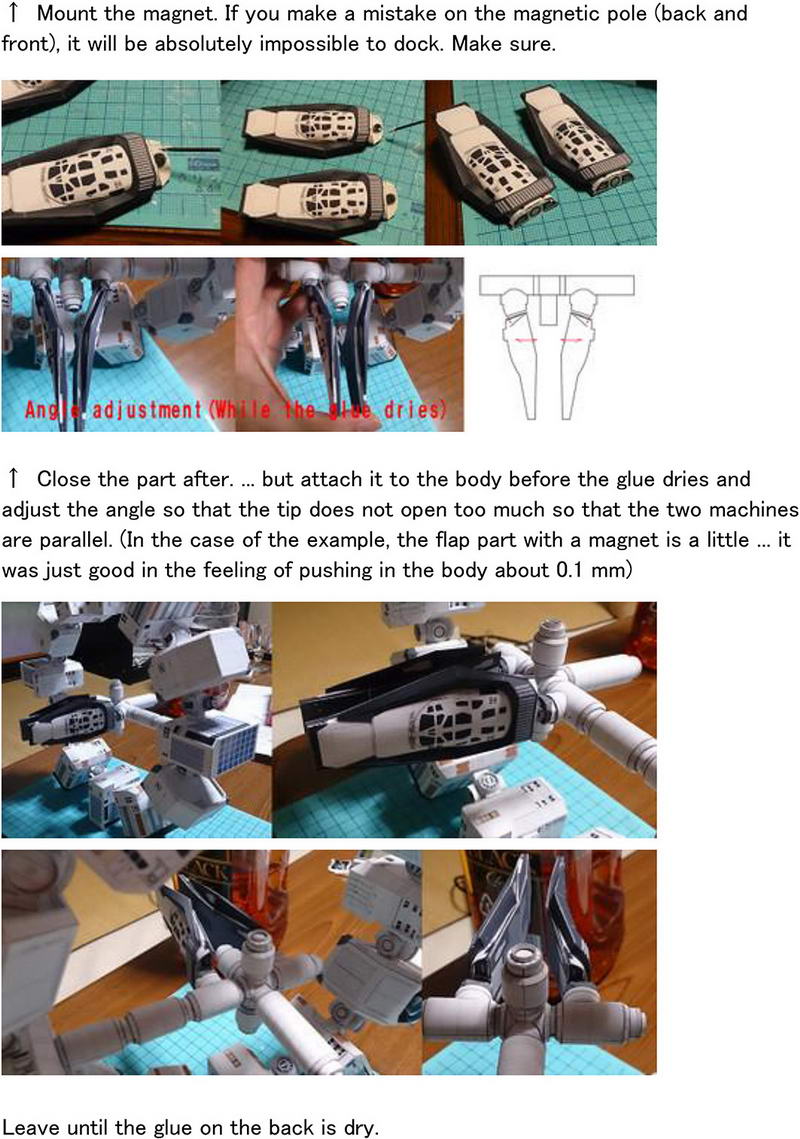 ↑ Mount the magnet. If you make a mistake on the magnetic pole (back and
front), it will be absolutely impossible to dock. Make sure.
Angle adjustment (While the glue dries)
↑ Close the part after. ... but attach it to the body before the glue dries and
adjust the angle so that the tip does not open too much so that the two machines
are parallel. (In the case of the example, the flap part with a magnet is a little ... it
was just good in the feeling of pushing in the body about 0.1 mm)
ACK
ACK
Leave until the glue on the back is dry.